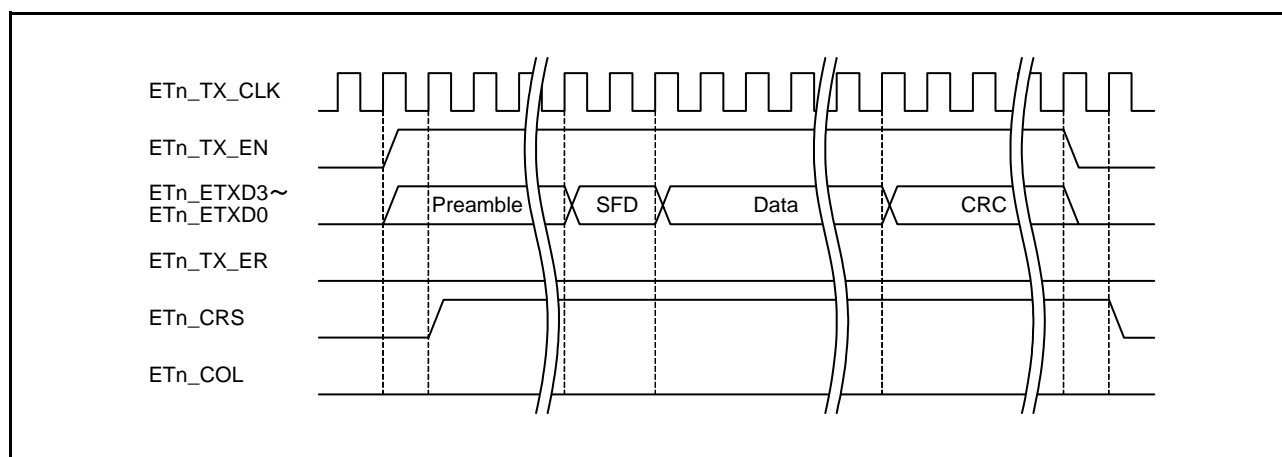 ETn_TX_CLK
ETn_TX_EN
ETn_ETXD3～
ETn_ETXD0
Preamble SFD Data CRC
ETn_TX_ER
ETn_CRS
ETn_COL